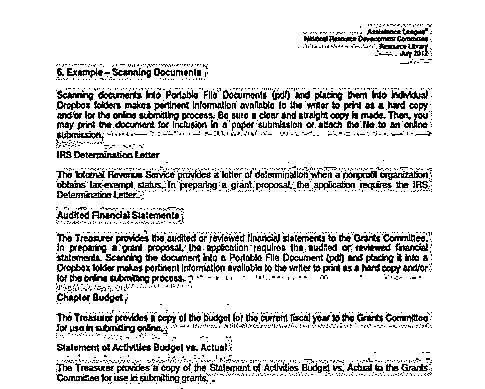 Assistance League®
National Resource Development Committee
Resource Library
July 2012
6. Example – Scanning Documents
Scanning documents into Portable File Documents (pdf) and placing them into individual
Dropbox folders makes pertinent information available to the writer to print as a hard copy
and/or for the online submitting process. Be sure a clear and straight copy is made. Then, you
may print the document for inclusion in a paper submission or attach the file to an online
submission.
IRS Determination Letter
The Internal Revenue Service provides a letter of determination when a nonprofit organization
obtains tax-exempt status. In preparing a grant proposal, the application requires the IRS
Determination Letter.
Audited Financial Statements
The Treasurer provides the audited or reviewed financial statements to the Grants Committee.
In preparing a grant proposal, the application requires the audited or reviewed financial
statements. Scanning the document into a Portable File Document (pdf) and placing it into a
Dropbox folder makes pertinent information available to the writer to print as a hard copy and/or
for the online submitting process.
Chapter Budget
The Treasurer provides a copy of the budget for the current fiscal year to the Grants Committee
for use in submitting online.
Statement of Activities Budget vs. Actual
The Treasurer provides a copy of the Statement of Activities Budget vs. Actual to the Grants
Committee for use in submitting grants.